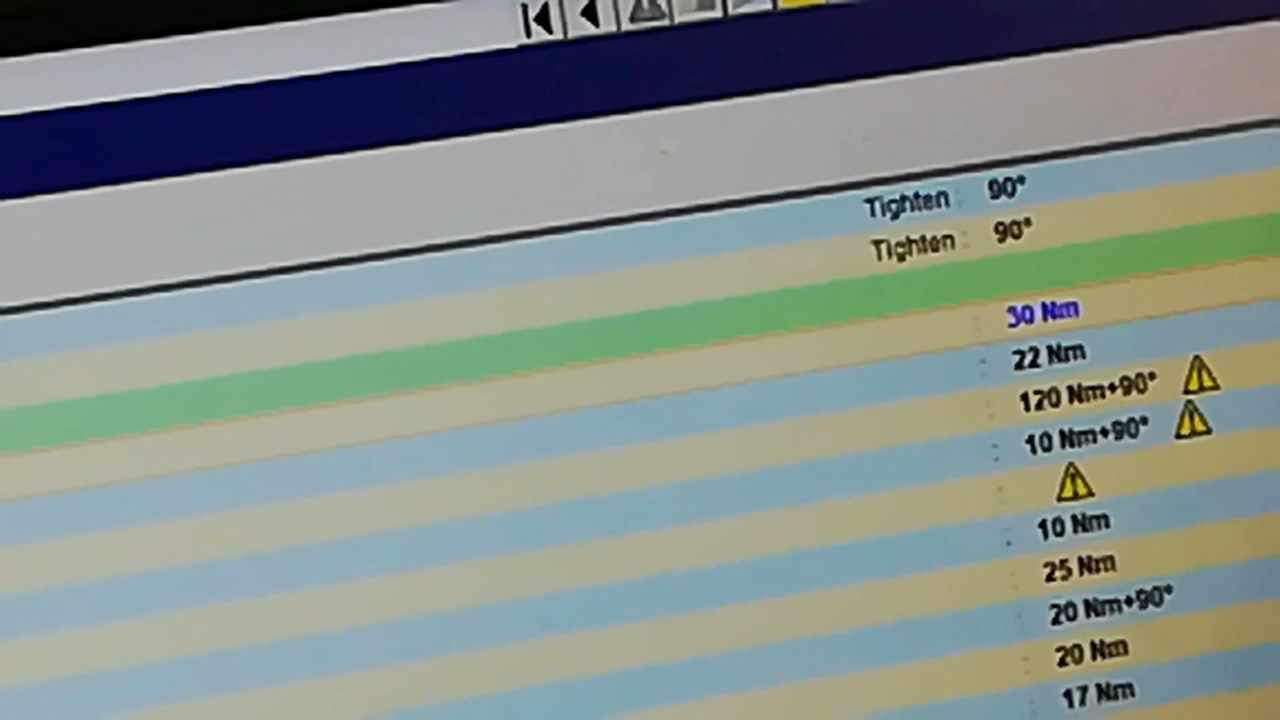 Tighten : 90°
Tighten : 90°
: 30 Nm
: 22 Nm
: 120 Nm+90°
: 10 Nm+90°
:
: 10 Nm
: 25 Nm
: 20 Nm+90°
: 20 Nm
: 17 Nm